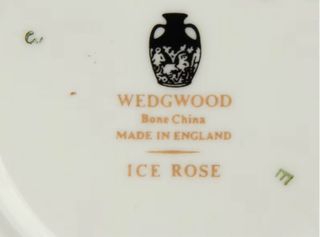 WEDGWOOD
Bone China
MADE IN ENGLAND
ICE ROSE